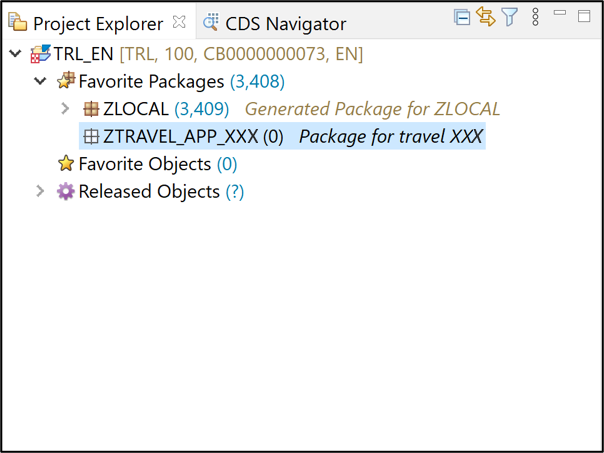 Project Explorer CDS Navigator
TRL_EN [TRL, 100, CB0000000073, EN]
Favorite Packages (3,408)
ZLOCAL (3,409) Generated Package for ZLOCAL
ZTRAVEL_APP_XXX (0) Package for travel XXX
Favorite Objects (0)
Released Objects (?)